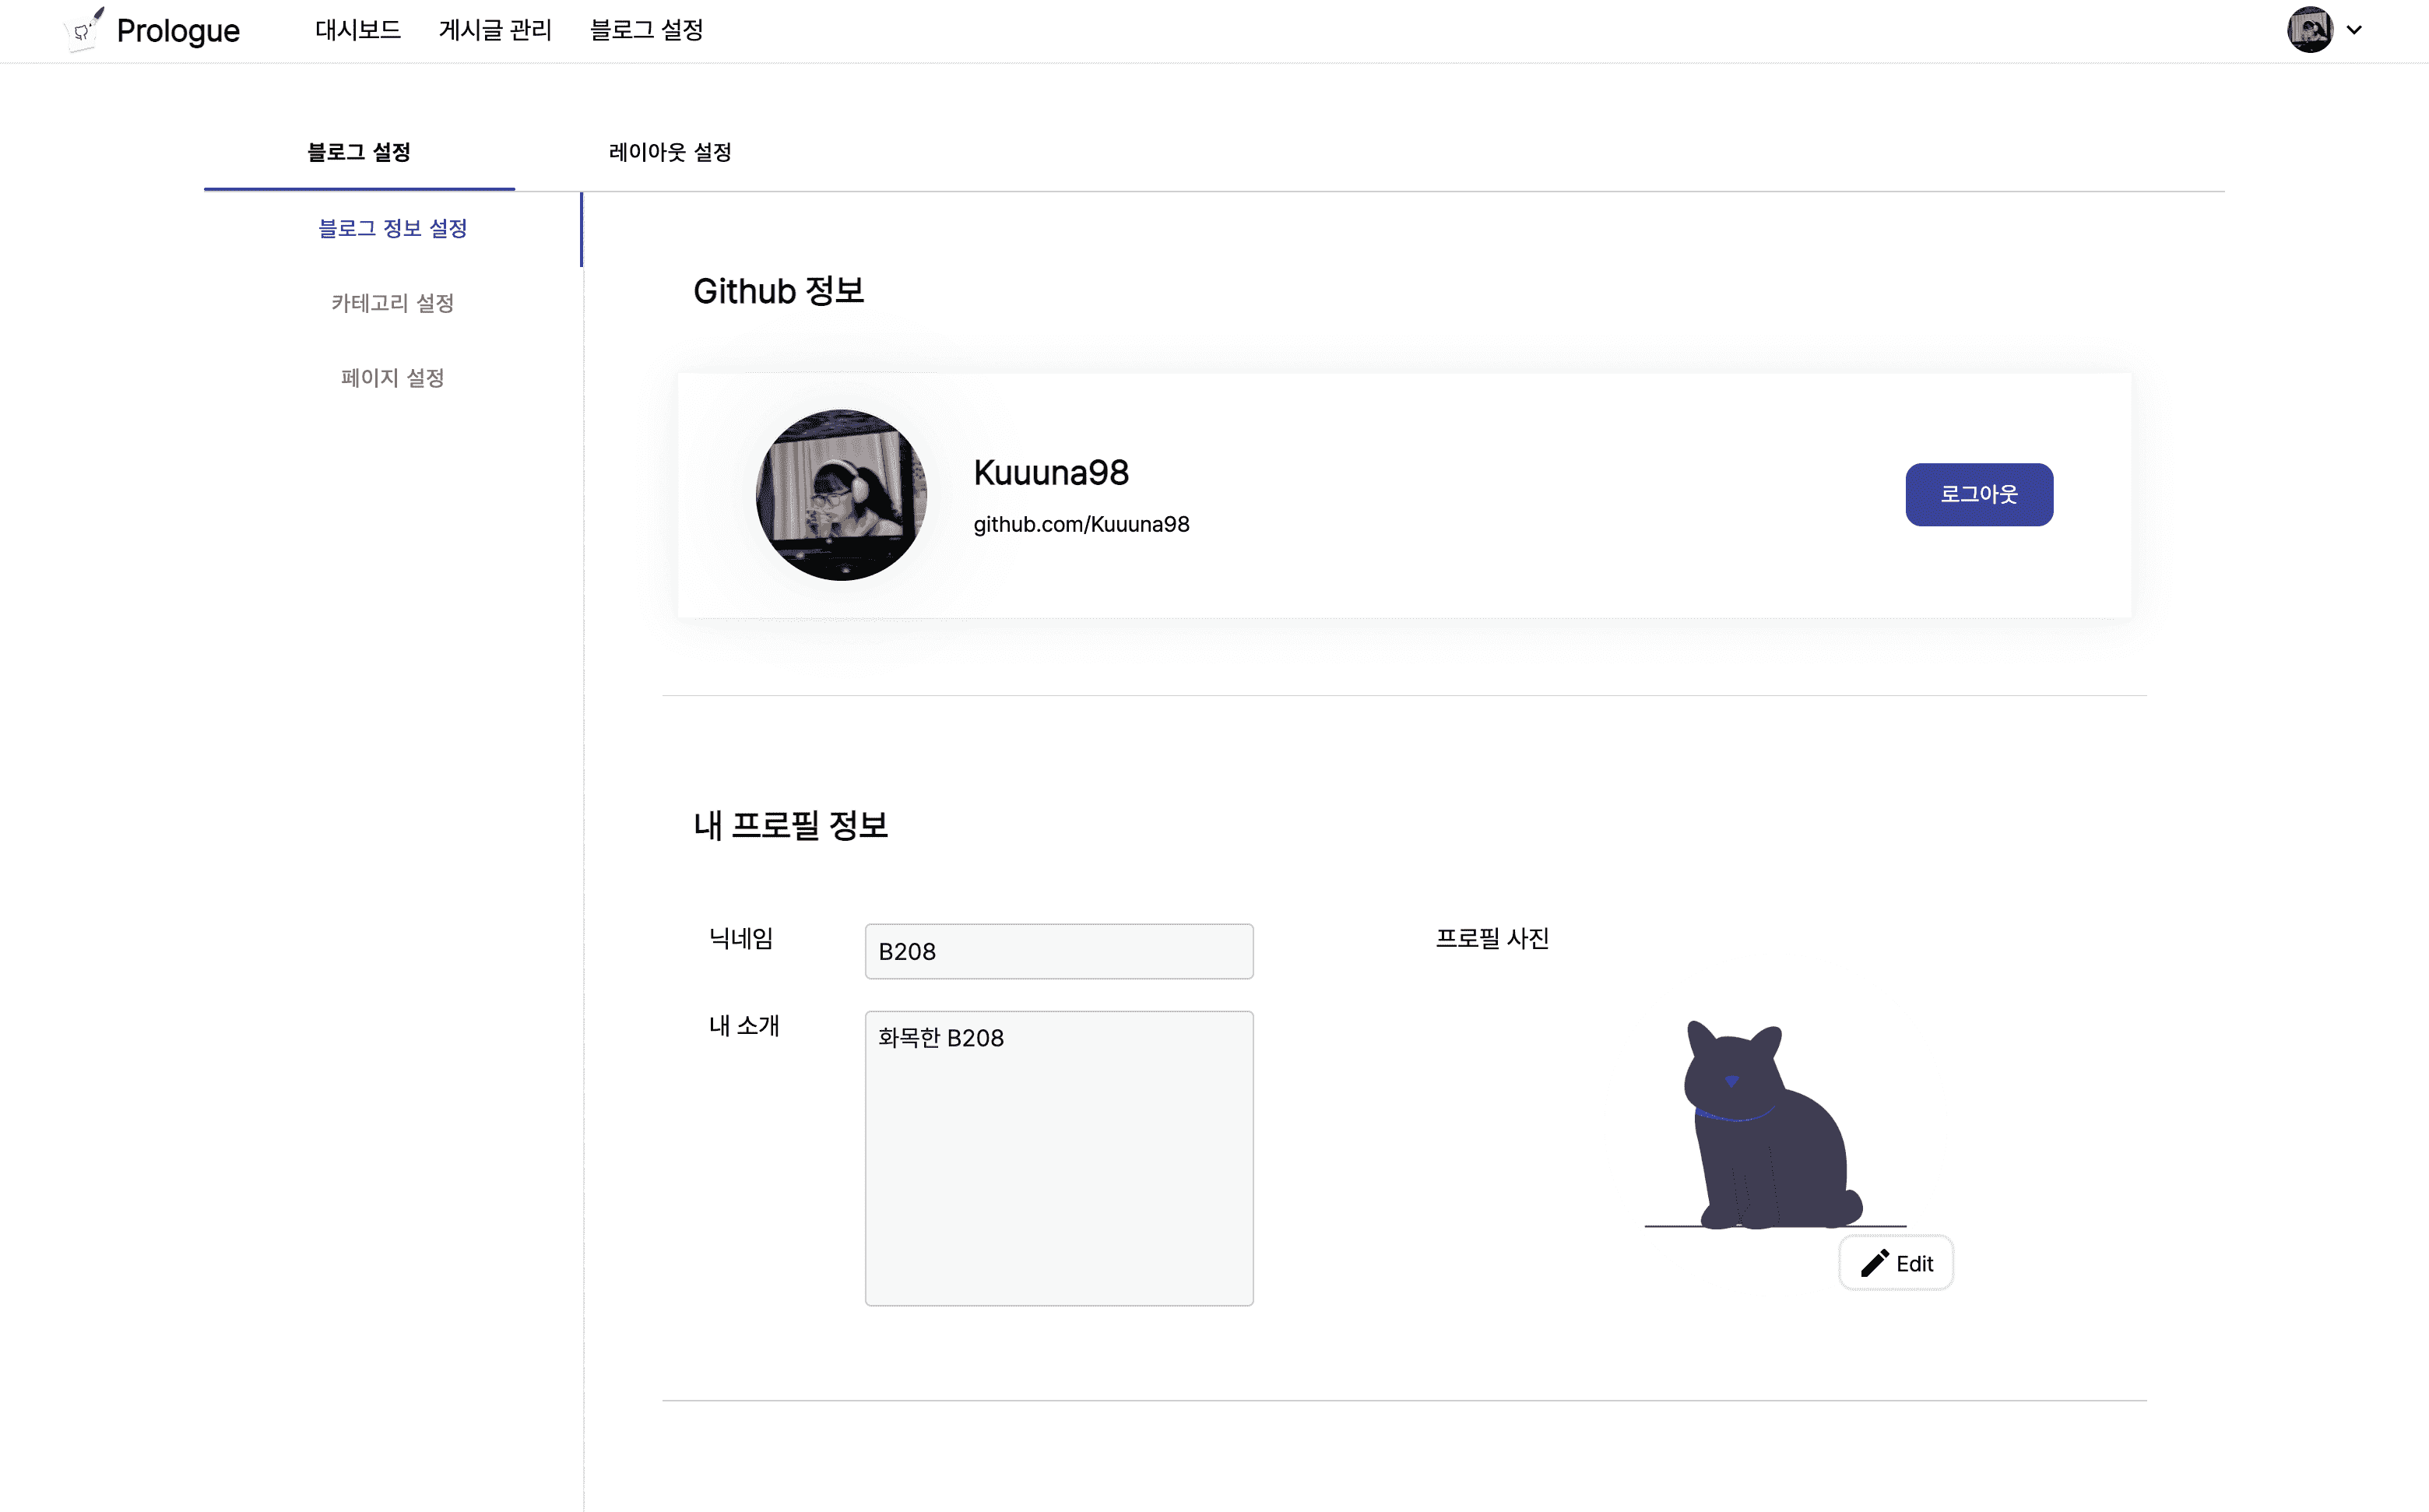 Prologue
대시보드
게시글 관리
블로그 설정
블로그 설정
레이아웃 설정
블로그 정보 설정
카테고리 설정
페이지 설정
Github 정보
Kuuuna98
github.com/Kuuuna98
로그아웃
내 프로필 정보
닉네임
B208
프로필 사진
내 소개
화목한 B208
Edit